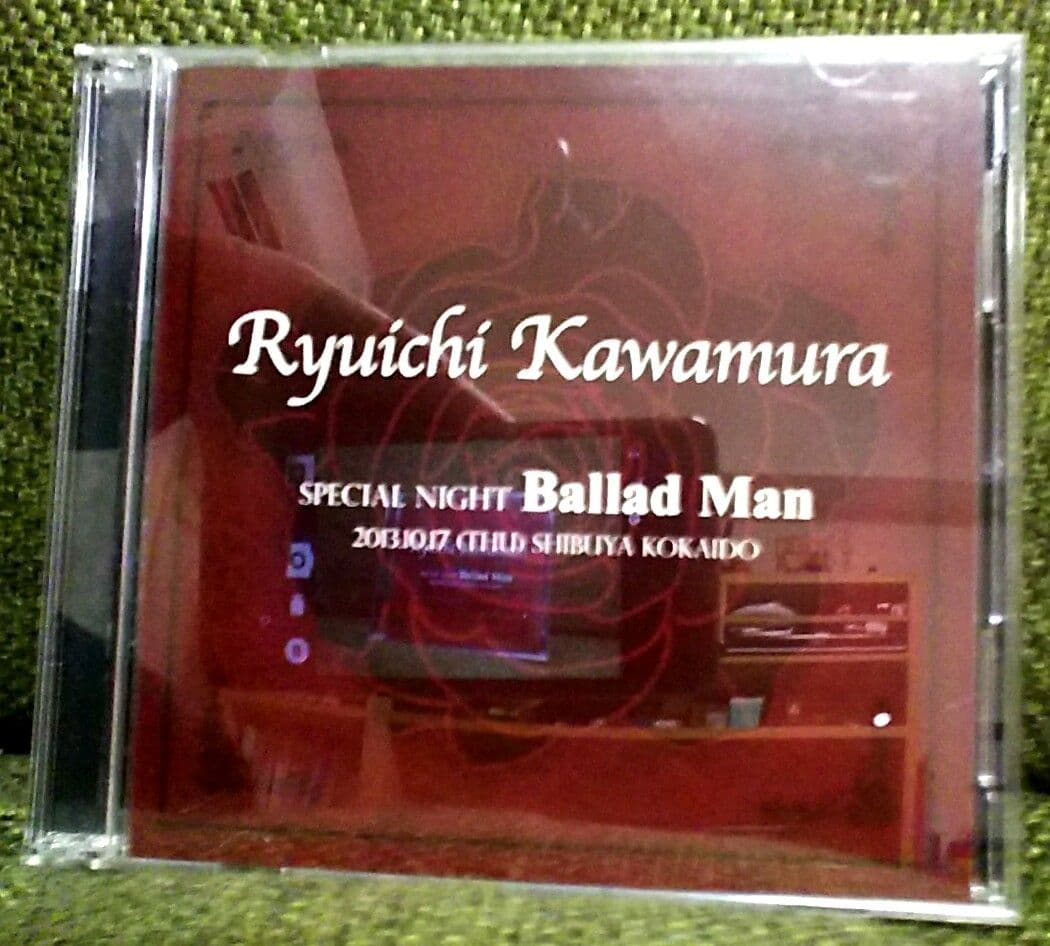 Ryuichi Kawamura
SPECIAL NIGHT Ballad Man
2013.10.17 (THU) SHIBUYA KOKAIDO